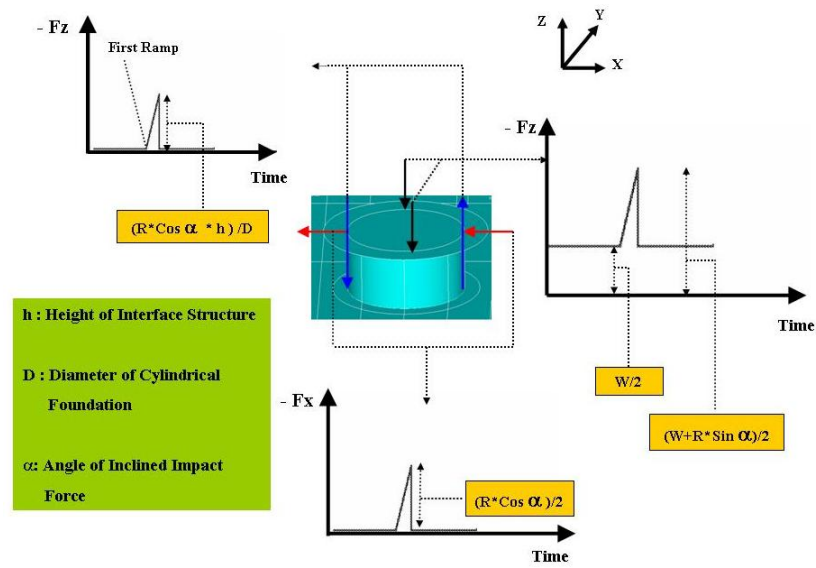 - Fz
First Ramp
Time
(R*Cos α * h ) /D
Z
Y
X
- Fz
Time
W/2
(W+R*Sin α)/2
h : Height of Interface Structure
D : Diameter of Cylindrical
Foundation
α: Angle of Inclined Impact
Force
- Fx
(R*Cos α )/2
Time